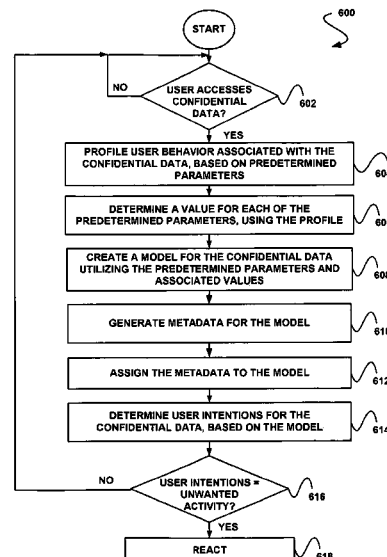 START
600
USER ACCESSES
CONFIDENTIAL
DATA?
NO
602
YES
PROFILE USER BEHAVIOR ASSOCIATED WITH THE
CONFIDENTIAL DATA, BASED ON PREDETERMINED
PARAMETERS
604
DETERMINE A VALUE FOR EACH OF THE
PREDETERMINED PARAMETERS, USING THE PROFILE
606
CREATE A MODEL FOR THE CONFIDENTIAL DATA
UTILIZING THE PREDETERMINED PARAMETERS AND
ASSOCIATED VALUES
608
GENERATE METADATA FOR THE MODEL
610
ASSIGN THE METADATA TO THE MODEL
612
DETERMINE USER INTENTIONS FOR THE
CONFIDENTIAL DATA, BASED ON THE MODEL
614
NO
USER INTENTIONS =
UNWANTED
ACTIVITY?
616
YES
REACT
618